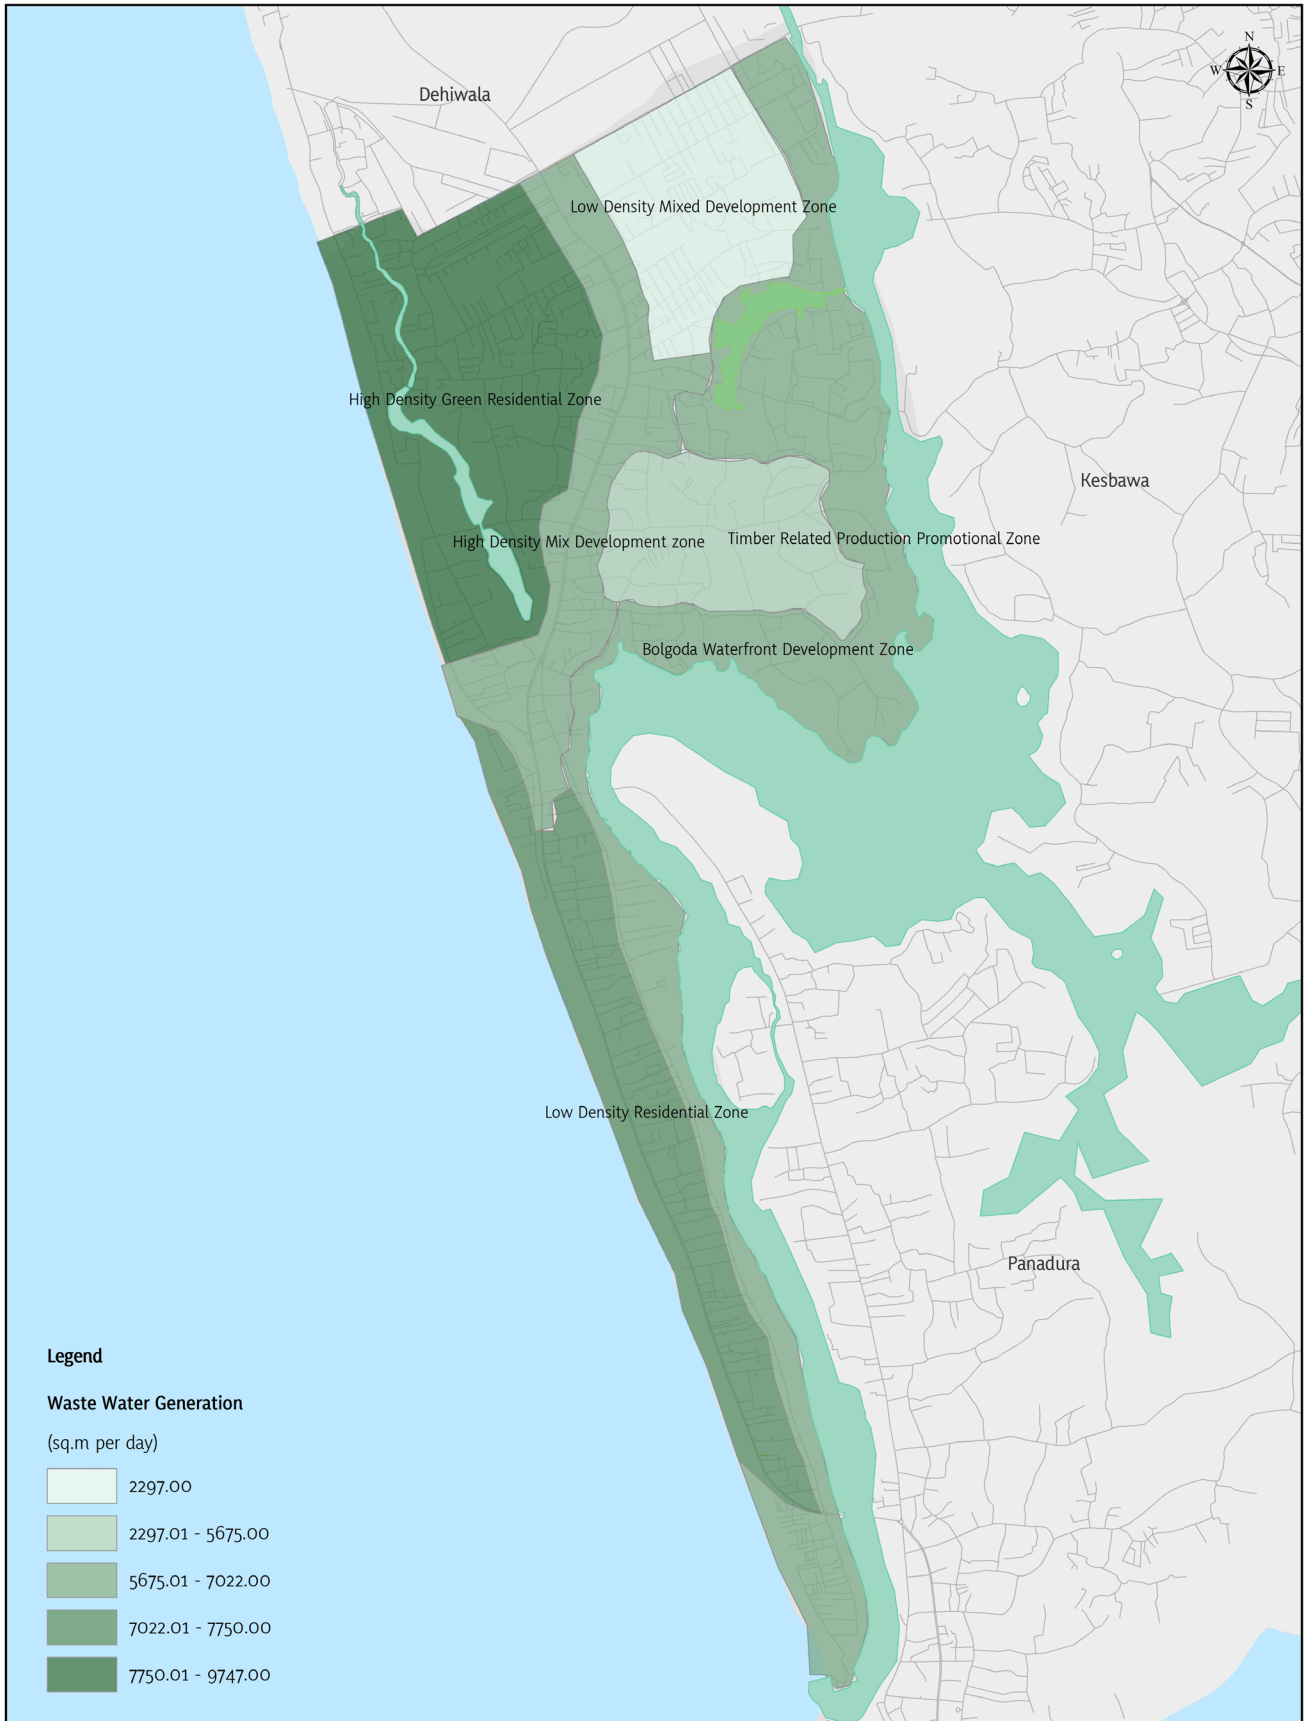 N
W
E
S
Dehiwala
Low Density Mixed Development Zone
High Density Green Residential Zone
Kesbawa
High Density Mix Development zone
Timber Related Production Promotional Zone
Bolgoda Waterfront Development Zone
Low Density Residential Zone
Panadura
Legend
Waste Water Generation
(sq.m per day)
2297.00
2297.01 - 5675.00
5675.01 - 7022.00
7022.01 - 7750.00
7750.01 - 9747.00